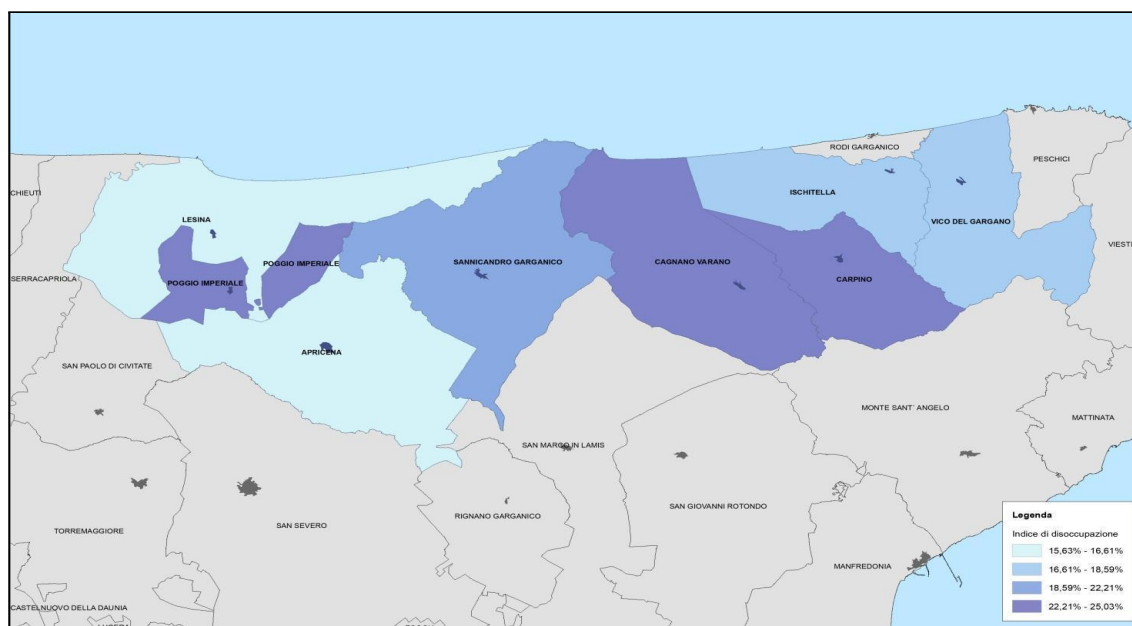 RODI GARGANICO
PESCHICI
CHIEUTI
ISCHITELLA
LESINA
VICO DEL GARGANO
VIESTE
SANNICANDRO GARGANICO
POGGIO IMPERIALE
CAGNANO VARANO
CARPINO
SERRACAPRIOLA
POGGIO IMPERIALE
APRICENA
SAN PAOLO DI CIVITATE
MONTE SANT' ANGELO
MATTINATA
SAN MARCO IN LAMIS
SAN GIOVANNI ROTONDO
RIGNANO GARGANICO
SAN SEVERO
TORREMAGGIORE
MANFREDONIA
CASTELNUOVO DELLA DAUNIA
Legenda
Indice di disoccupazione
15,63% - 16,61%
16,61% - 18,59%
18,59% - 22,21%
22,21% - 25,03%